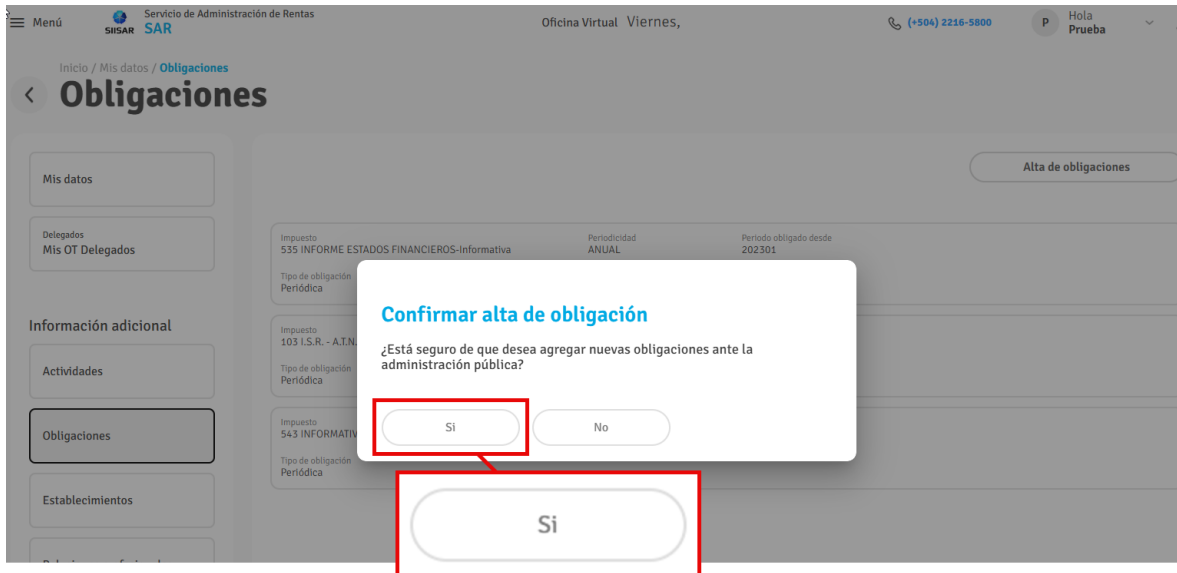 Menú
SIISAR
Servicio de Administración de Rentas
SAR
Oficina Virtual Viernes,
(+504) 2216-5800
P
Hola
Prueba
Inicio / Mis datos / Obligaciones
Obligaciones
Mis datos
Delegados
Mis OT Delegados
Información adicional
Actividades
Obligaciones
Establecimientos
Alta de obligaciones
Impuesto
535 INFORME ESTADOS FINANCIEROS-Informativa
Periodicidad
ANUAL
Periodo obligado desde
202301
Tipo de obligación
Periódica
Impuesto
103 I.S.R. - A.T.N.
Tipo de obligación
Periódica
Impuesto
543 INFORMATIV
Tipo de obligación
Periódica
Confirmar alta de obligación
¿Está seguro de que desea agregar nuevas obligaciones ante la
administración pública?
Si
No
Si